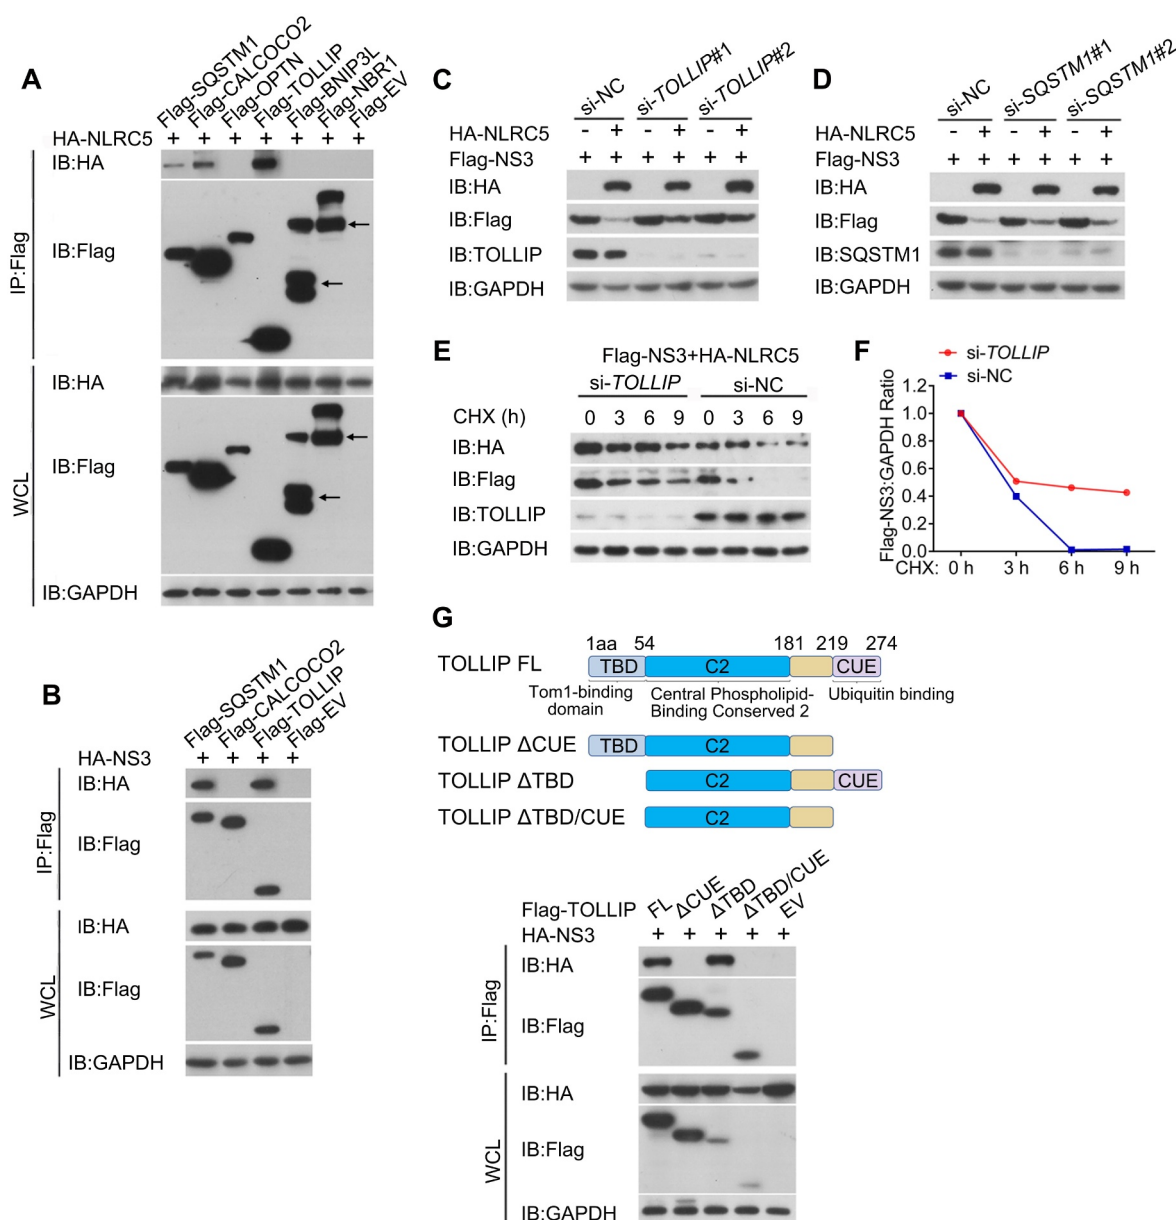 A
Flag-SQSTM1
Flag-CALCOCO2
Flag-OPTN
Flag-TOLLIP
Flag-BNIP3L
Flag-NBR1
Flag-EV
HA-NLRC5 + + + + + + +
IP:Flag
IB:HA
IB:Flag
WCL
IB:HA
IB:Flag
IB:GAPDH
B
Flag-SQSTM1
Flag-CALCOCO2
Flag-TOLLIP
Flag-EV
HA-NS3 + + + +
IP:Flag
IB:HA
IB:Flag
WCL
IB:HA
IB:Flag
IB:GAPDH
C
si-NC si-TOLLIP#1 si-TOLLIP#2
HA-NLRC5 - + - + - +
Flag-NS3 + + + + + +
IB:HA
IB:Flag
IB:TOLLIP
IB:GAPDH
D
si-NC si-SQSTM1#1 si-SQSTM1#2
HA-NLRC5 - + - + - +
Flag-NS3 + + + + + +
IB:HA
IB:Flag
IB:SQSTM1
IB:GAPDH
E
Flag-NS3+HA-NLRC5
si-TOLLIP si-NC
CHX (h) 0 3 6 9 0 3 6 9
IB:HA
IB:Flag
IB:TOLLIP
IB:GAPDH
F
si-TOLLIP
si-NC
Flag-NS3:GAPDH Ratio
1.2
1.0
0.8
0.6
0.4
0.2
0.0
CHX: 0 h 3 h 6 h 9 h
G
1aa 54 181 219 274
TOLLIP FL TBD C2 CUE
Tom1-binding domain
Central Phospholipid-Binding Conserved 2
Ubiquitin binding
TOLLIP ΔCUE TBD C2
TOLLIP ΔTBD C2 CUE
TOLLIP ΔTBD/CUE C2
Flag-TOLLIP FL ΔCUE ΔTBD ΔTBD/CUE EV
HA-NS3 + + + + +
IP:Flag
IB:HA
IB:Flag
WCL
IB:HA
IB:Flag
IB:GAPDH